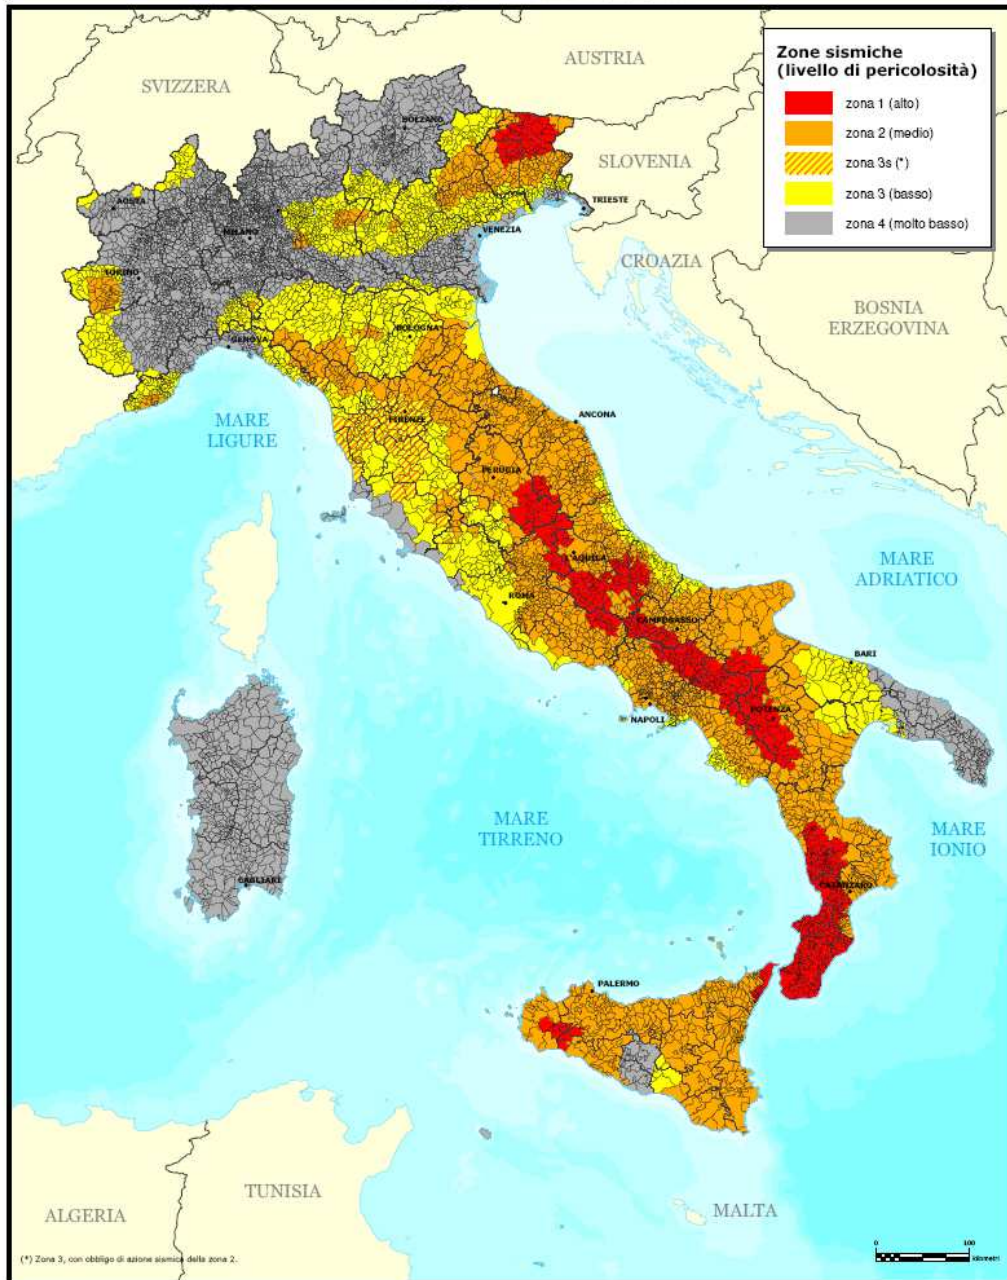 Zone sismiche
(livello di pericolosità)
zona 1 (alto)
zona 2 (medio)
zona 3s (*)
zona 3 (basso)
zona 4 (molto basso)
AUSTRIA
SVIZZERA
BOLZANO
SLOVENIA
AOSTA
TRIESTE
MILANO
VENEZIA
CROAZIA
TORINO
BOSNIA
ERZEGOVINA
BOLOGNA
GENOVA
MARE
LIGURE
FIRENZE
ANCONA
PERUGIA
L'AQUILA
MARE
ADRIATICO
ROMA
CAMPOBASSO
BARI
NAPOLI
POTENZA
MARE
TIRRENO
MARE
IONIO
CAGLIARI
CATANZARO
PALERMO
TUNISIA
ALGERIA
MALTA
(*) Zona 3, con obbligo di azione sismica della zona 2.
0 100
kilometri